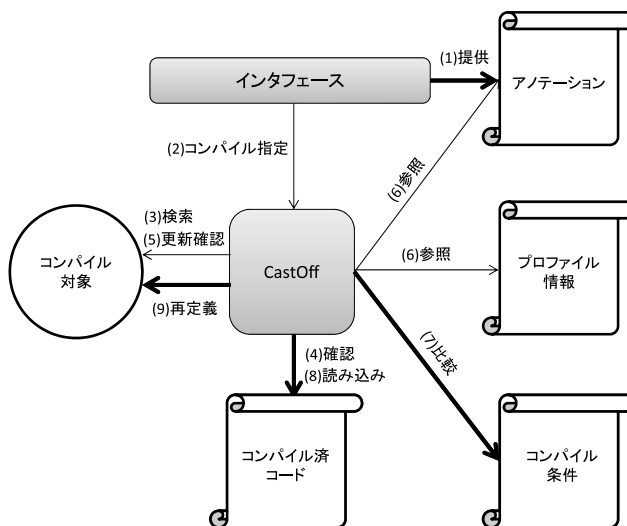 (1)提供
インタフェース
アノテーション
(2)コンパイル指定
(6)参照
(3)検索
(5)更新確認
コンパイル
対象
CastOff
(6)参照
プロファイル
情報
(9)再定義
(7)比較
(4)確認
(8)読み込み
コンパイル済
コード
コンパイル
条件